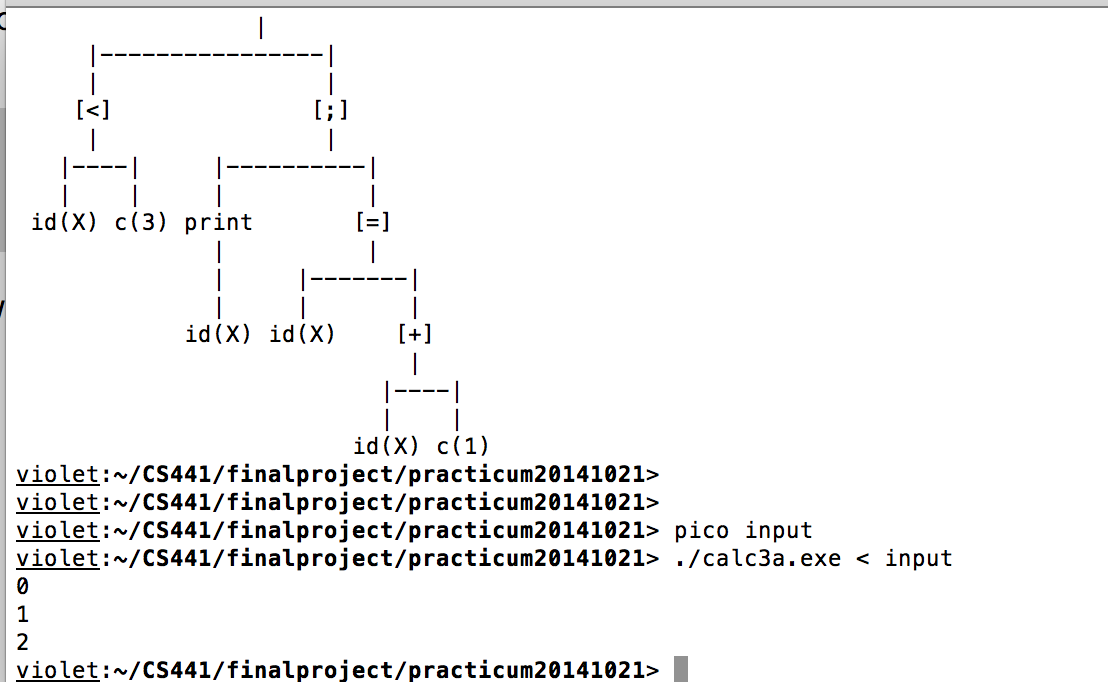 |
     |----------------|
     |                |
    [<]              [;]
     |                |
   |----|     |----------|
   |    |     |          |
 id(X) c(3) print       [=]
              |          |
              |     |-------|
              |     |       |
            id(X) id(X)    [+]
                            |
                          |----|
                          |    |
                        id(X) c(1)
violet:~/CS441/finalproject/practicum20141021>
violet:~/CS441/finalproject/practicum20141021>
violet:~/CS441/finalproject/practicum20141021> pico input
violet:~/CS441/finalproject/practicum20141021> ./calc3a.exe < input
0
1
2
violet:~/CS441/finalproject/practicum20141021>